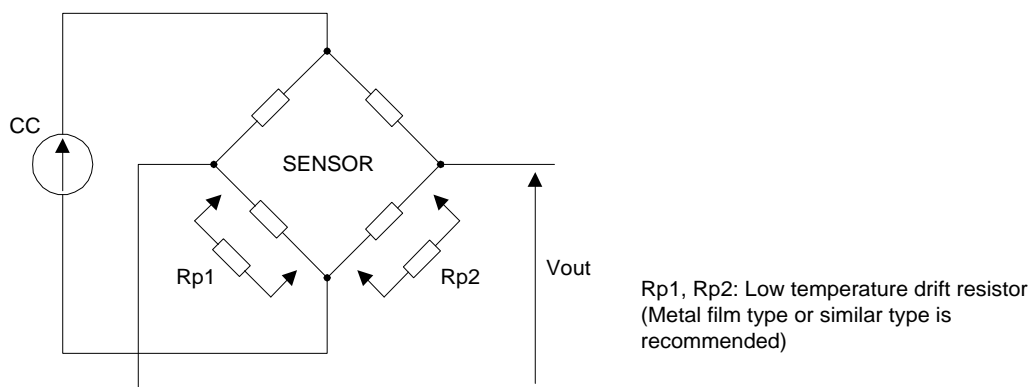 CC
SENSOR
Rp1
Rp2
Vout
Rp1, Rp2: Low temperature drift resistor
(Metal film type or similar type is
recommended)